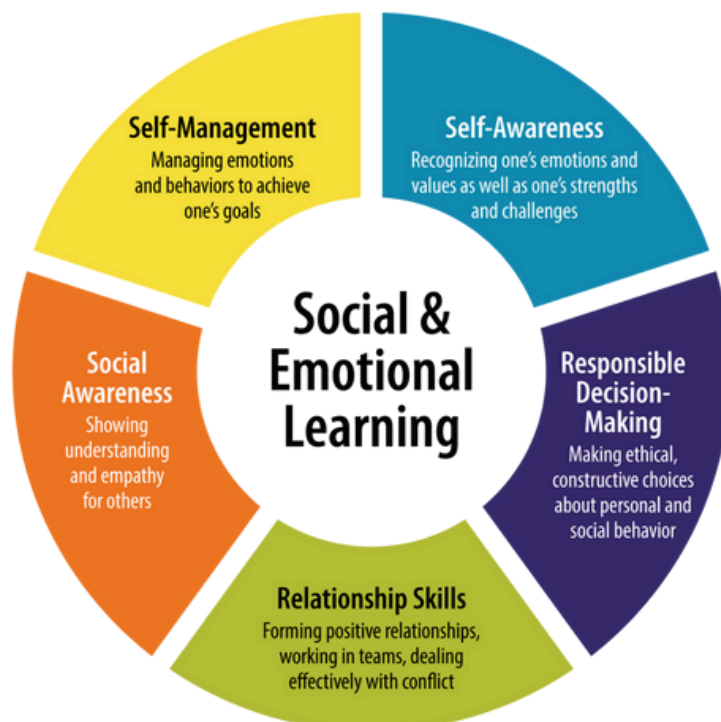 Self-Management
Managing emotions
and behaviors to achieve
one's goals
Self-Awareness
Recognizing one's emotions and
values as well as one's strengths
and challenges
Social &
Emotional
Learning
Social
Awareness
Showing
understanding
and empathy
for others
Responsible
Decision-
Making
Making ethical,
constructive choices
about personal and
social behavior
Relationship Skills
Forming positive relationships,
working in teams, dealing
effectively with conflict